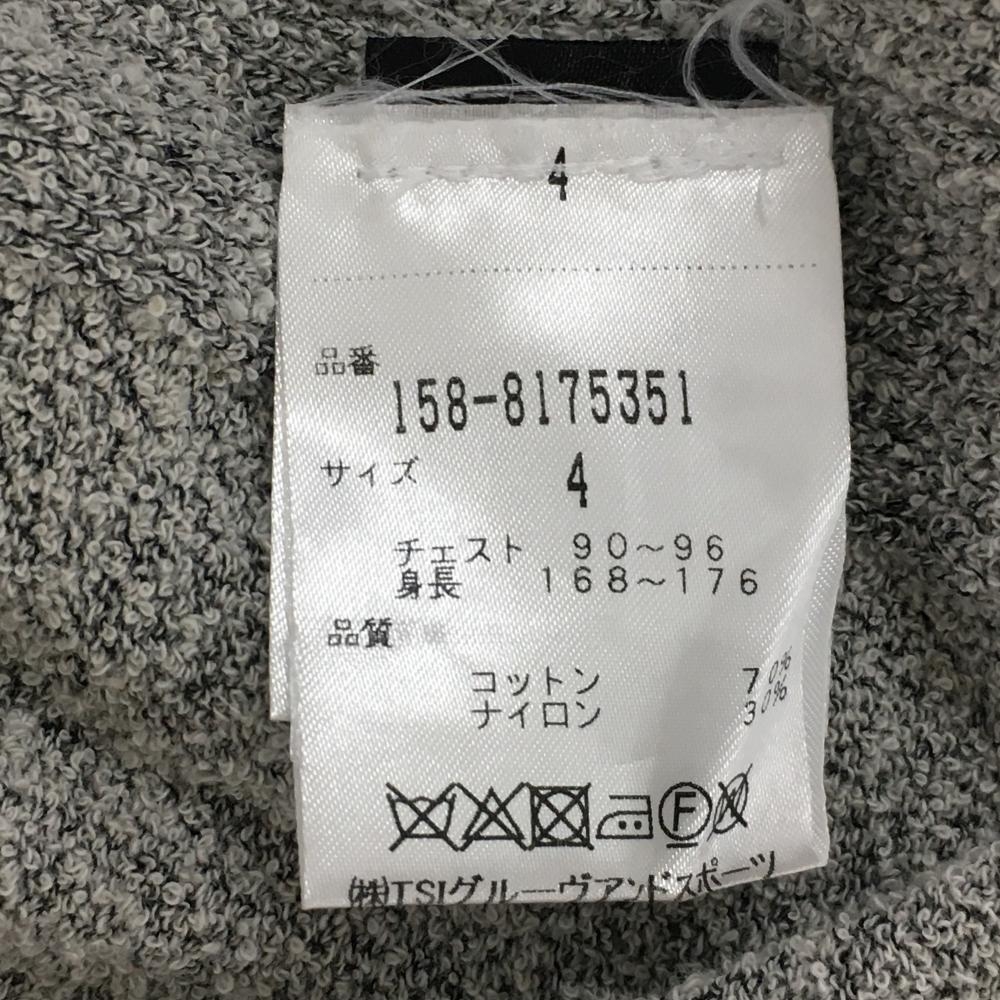 4
品番
158-8175351
サイズ 4
チェスト 90～96
身長 168～176
品質
コットン 70%
ナイロン 30%
F
㈱TSIグルーヴアンドスポーツ